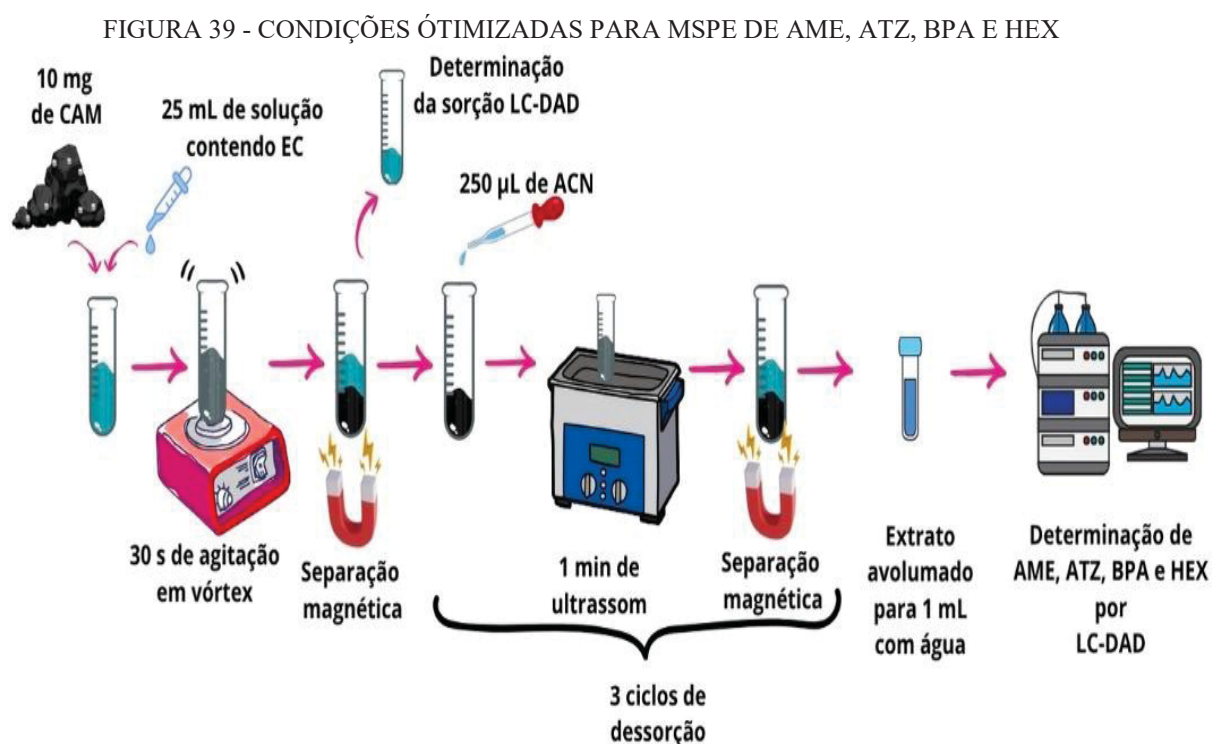 FIGURA 39 - CONDIÇÕES ÓTIMIZADAS PARA MSPE DE AME, ATZ, BPA E HEX
10 mg
de CAM
25 mL de solução
contendo EC
Determinação
da sorção LC-DAD
250 µL de ACN
30 s de agitação
em vórtex
Separação
magnética
1 min de
ultrassom
Separação
magnética
3 ciclos de
dessorção
Extrato
avolumado
para 1 mL
com água
Determinação de
AME, ATZ, BPA e HEX
por
LC-DAD